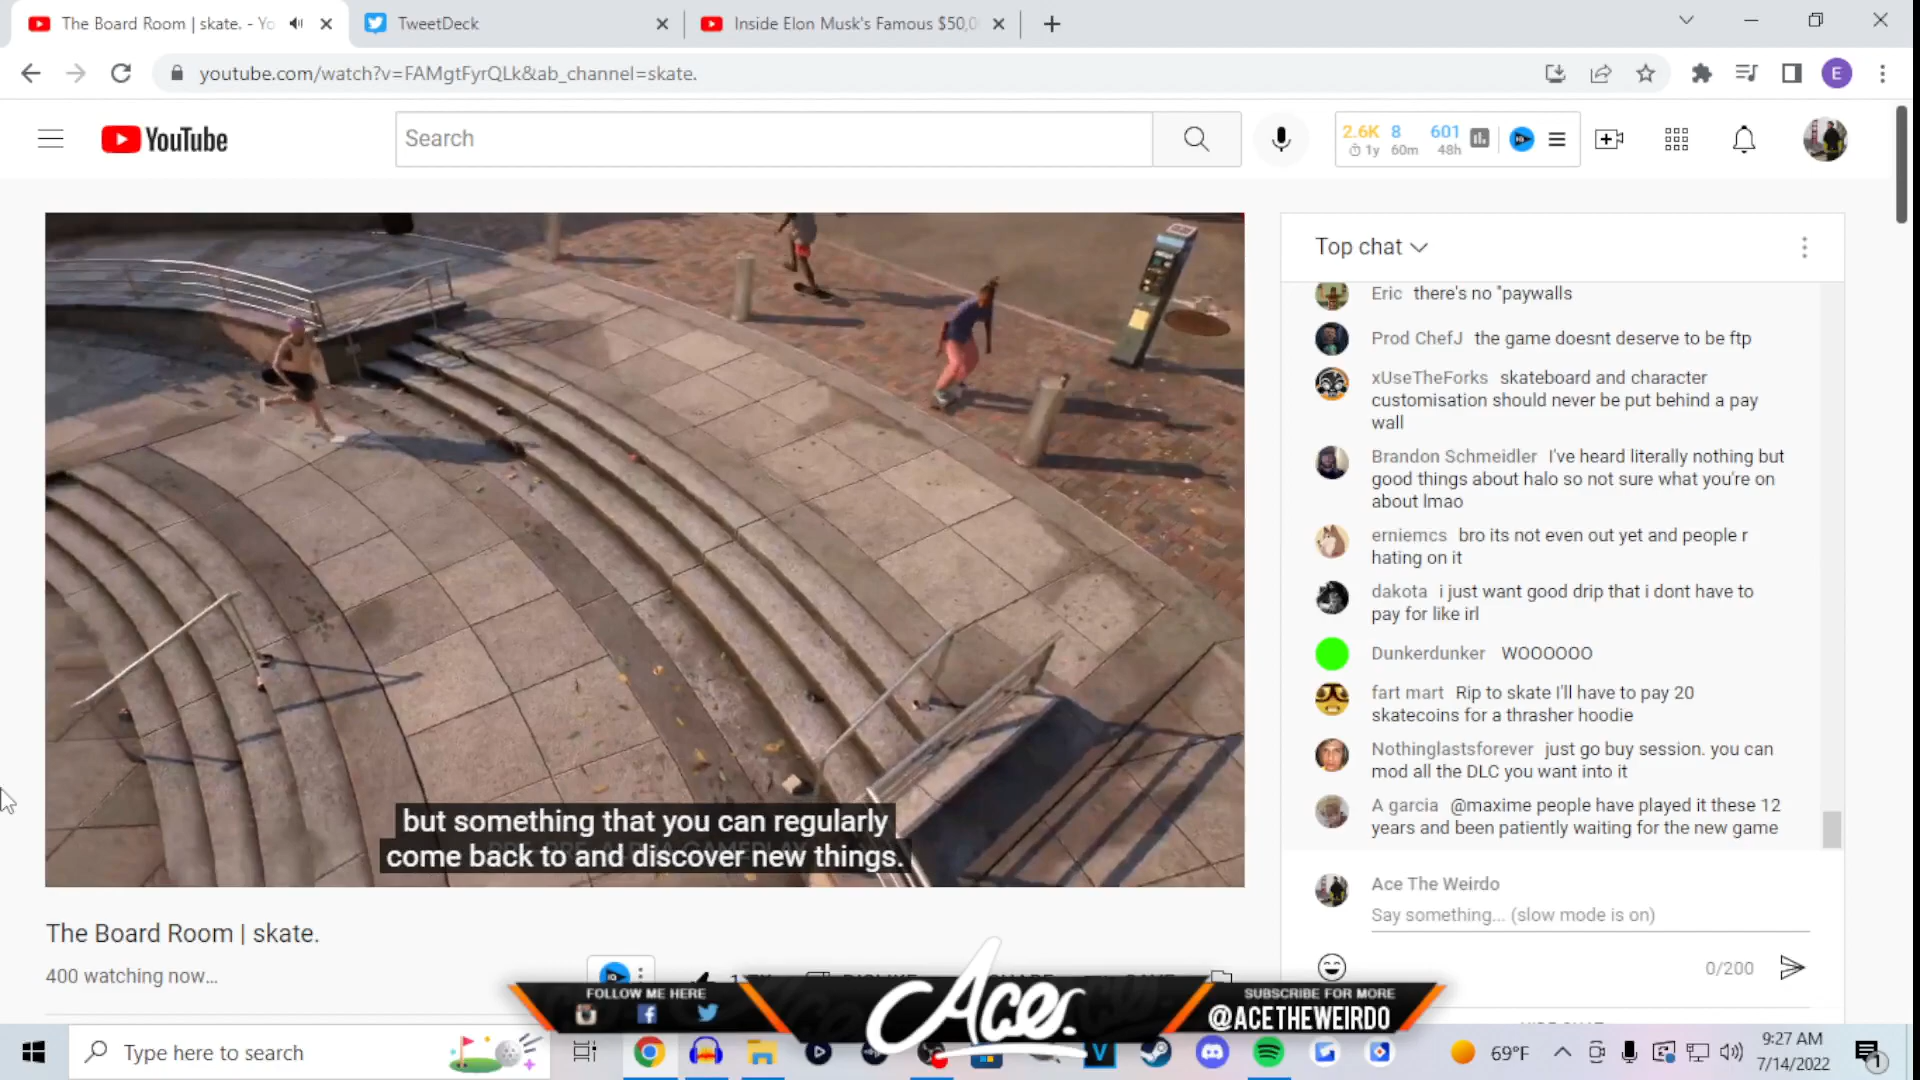 The Board Room | skate. - Yo
TweetDeck
Inside Elon Musk's Famous $50,0
youtube.com/watch?v=FAMgtFyrQLk&ab_channel=skate.
E
YouTube
Search
2.6K 8 601
1y 60m 48h
Top chat
Eric there's no "paywalls
Prod ChefJ the game doesnt deserve to be ftp
xUseTheForks skateboard and character
customisation should never be put behind a pay
wall
Brandon Schmeidler I've heard literally nothing but
good things about halo so not sure what you're on
about lmao
erniemcs bro its not even out yet and people r
hating on it
dakota i just want good drip that i dont have to
pay for like irl
Dunkerdunker WOOOOOO
fart mart Rip to skate I'll have to pay 20
skatecoins for a thrasher hoodie
Nothinglastsforever just go buy session. you can
mod all the DLC you want into it
A garcia @maxime people have played it these 12
years and been patiently waiting for the new game
but something that you can regularly
come back to and discover new things.
Ace The Weirdo
Say something... (slow mode is on)
0/200
The Board Room | skate.
400 watching now...
FOLLOW ME HERE
Ace.
SUBSCRIBE FOR MORE
@ACETHEWEIRDO
Type here to search
69°F
9:27 AM
7/14/2022
1